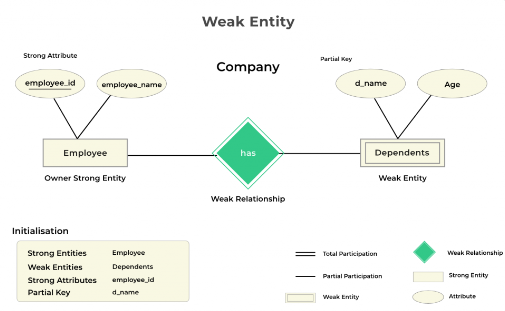 Weak Entity
Strong Attribute
Partial Key
Company
employee_id
employee_name
d_name
Age
Employee
has
Dependents
Owner Strong Entity
Weak Entity
Weak Relationship
Initialisation
Strong Entities Employee
Weak Entities Dependents
Strong Attributes employee_id
Partial Key d_name
Total Participation
Weak Relationship
Partial Participation
Strong Entity
Weak Entity
Attribute